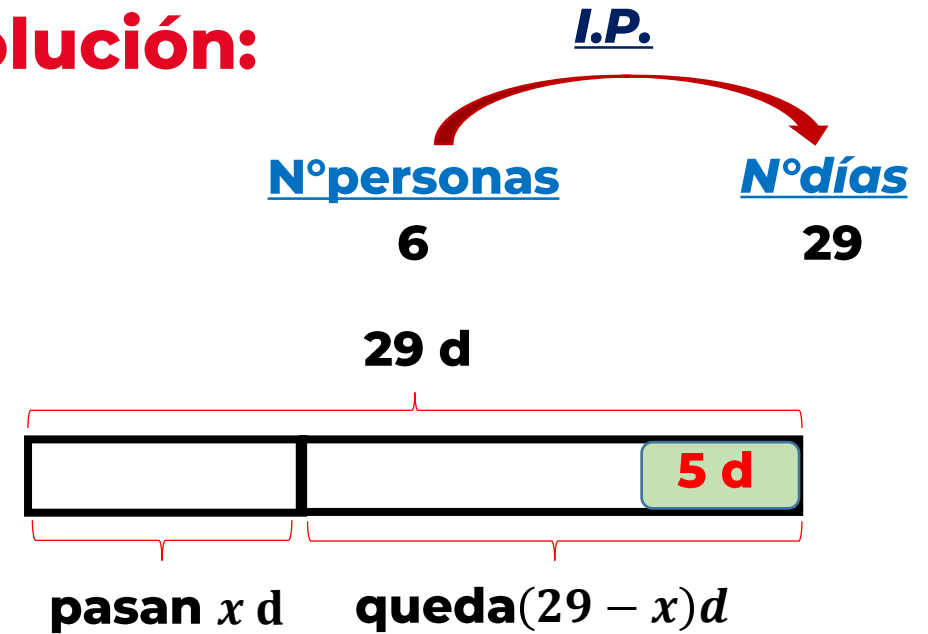 olución:
I.P.
N°personas N°días
6 29
29 d
5 d
pasan x d queda(29 − x)d